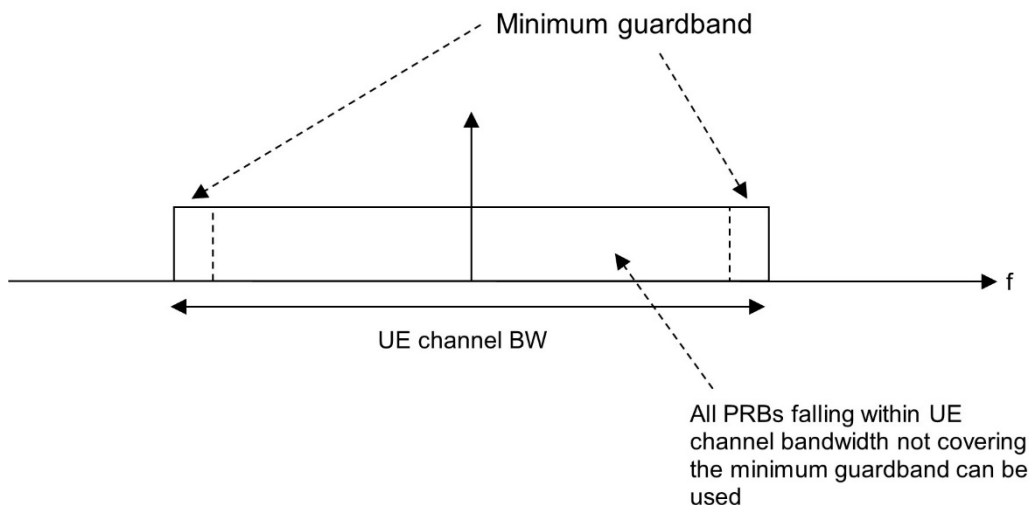 Minimum guardband
f
UE channel BW
All PRBs falling within UE
channel bandwidth not covering
the minimum guardband can be
used